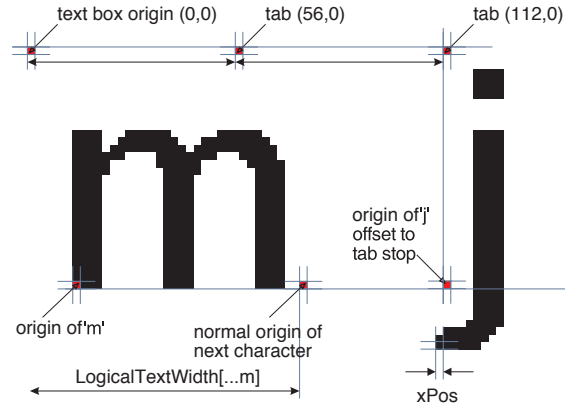 text box origin (0,0)
tab (56,0)
tab (112,0)
m j
origin of'j'
offset to
tab stop
origin of'm'
normal origin of
next character
LogicalTextWidth[...m]
xPos